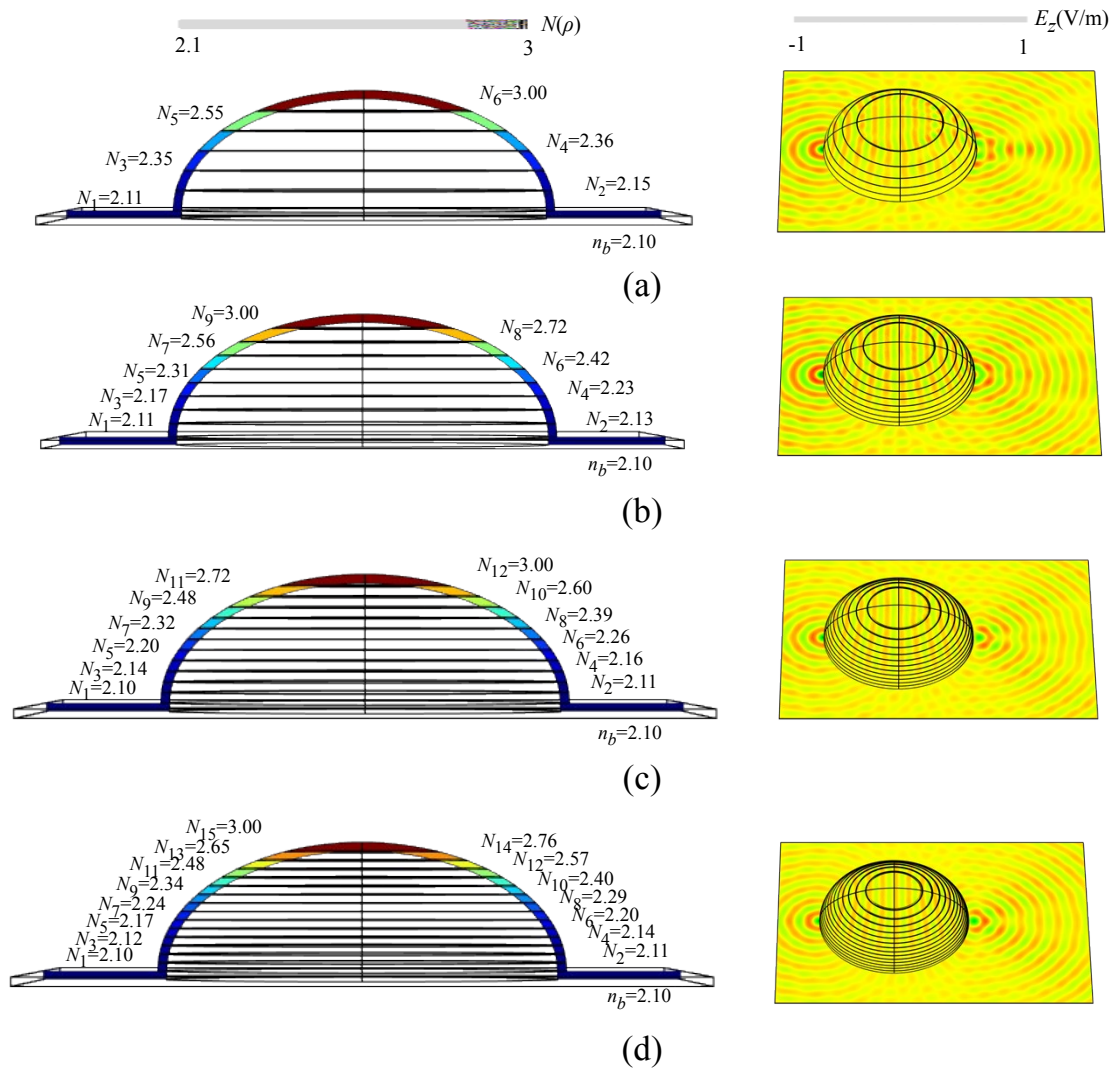 N(ρ)
2.1 3
E_z(V/m)
-1 1
N_5=2.55
N_6=3.00
N_3=2.35
N_4=2.36
N_1=2.11
N_2=2.15
n_b=2.10
(a)
N_9=3.00
N_8=2.72
N_7=2.56
N_6=2.42
N_5=2.31
N_4=2.23
N_3=2.17
N_1=2.11
N_2=2.13
n_b=2.10
(b)
N_12=3.00
N_11=2.72
N_10=2.60
N_9=2.48
N_8=2.39
N_7=2.32
N_6=2.26
N_5=2.20
N_4=2.16
N_3=2.14
N_1=2.10
N_2=2.11
n_b=2.10
(c)
N_15=3.00
N_14=2.76
N_13=2.65
N_12=2.57
N_11=2.48
N_10=2.40
N_9=2.34
N_8=2.29
N_7=2.24
N_6=2.20
N_5=2.17
N_4=2.14
N_3=2.12
N_2=2.11
N_1=2.10
n_b=2.10
(d)